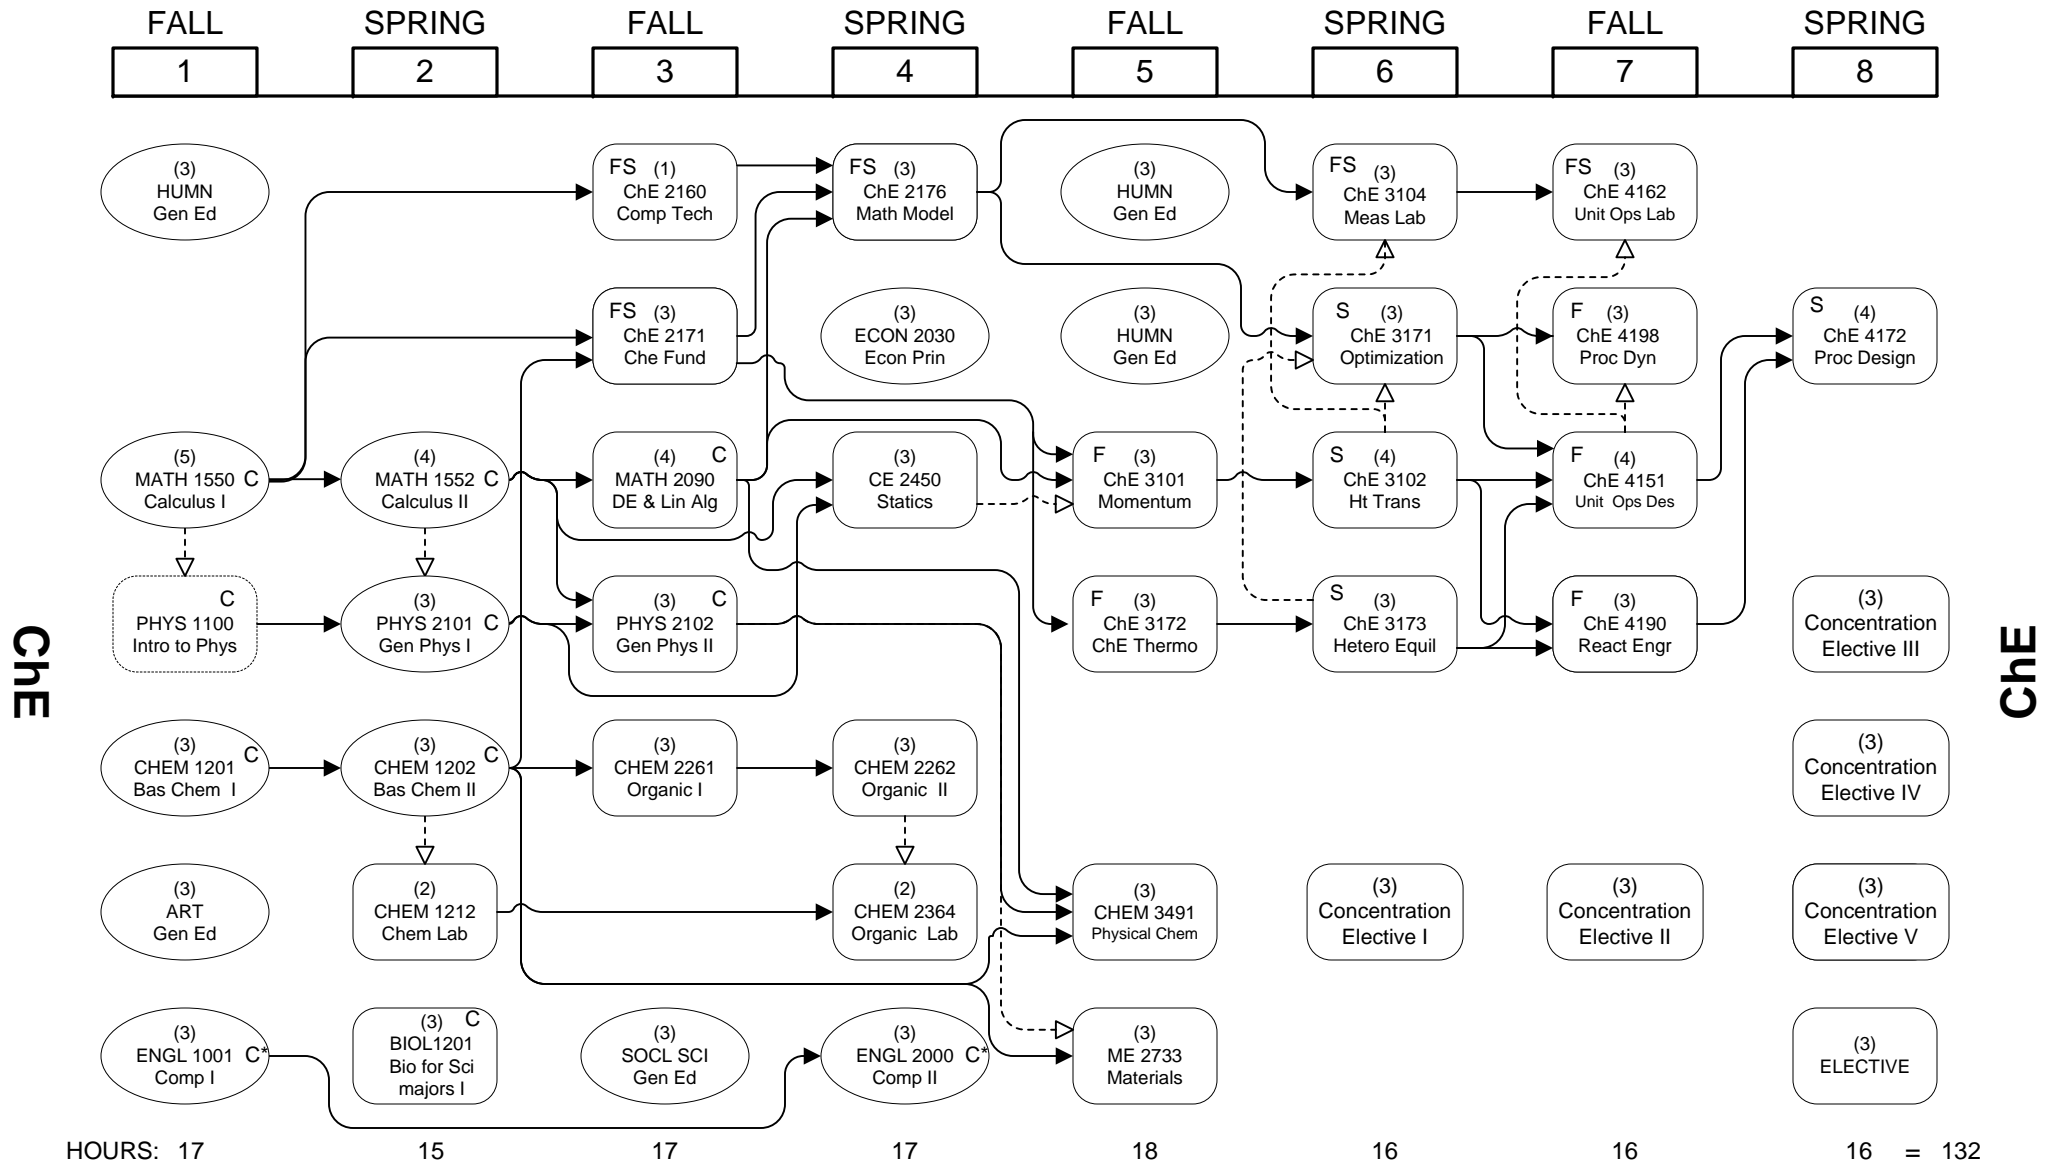 FALL
SPRING
FALL
SPRING
FALL
SPRING
FALL
SPRING
1
2
3
4
5
6
7
8
(3)
HUMN
Gen Ed
FS (1)
ChE 2160
Comp Tech
FS (3)
ChE 2176
Math Model
(3)
HUMN
Gen Ed
FS (3)
ChE 3104
Meas Lab
FS (3)
ChE 4162
Unit Ops Lab
FS (3)
ChE 2171
Che Fund
(3)
ECON 2030
Econ Prin
(3)
HUMN
Gen Ed
S (3)
ChE 3171
Optimization
F (3)
ChE 4198
Proc Dyn
S (4)
ChE 4172
Proc Design
(5)
MATH 1550 C
Calculus I
(4)
MATH 1552 C
Calculus II
(4) C
MATH 2090
DE & Lin Alg
(3)
CE 2450
Statics
F (3)
ChE 3101
Momentum
S (4)
ChE 3102
Ht Trans
F (4)
ChE 4151
Unit Ops Des
C
PHYS 1100
Intro to Phys
(3)
PHYS 2101 C
Gen Phys I
(3) C
PHYS 2102
Gen Phys II
F (3)
ChE 3172
ChE Thermo
S (3)
ChE 3173
Hetero Equil
F (3)
ChE 4190
React Engr
(3)
Concentration
Elective III
ChE
ChE
(3)
CHEM 1201 C
Bas Chem I
(3)
CHEM 1202 C
Bas Chem II
(3)
CHEM 2261
Organic I
(3)
CHEM 2262
Organic II
(3)
Concentration
Elective IV
(3)
ART
Gen Ed
(2)
CHEM 1212
Chem Lab
(2)
CHEM 2364
Organic Lab
(3)
CHEM 3491
Physical Chem
(3)
Concentration
Elective I
(3)
Concentration
Elective II
(3)
Concentration
Elective V
(3)
ENGL 1001 C*
Comp I
(3) C
BIOL1201
Bio for Sci
majors I
(3)
SOCL SCI
Gen Ed
(3)
ENGL 2000 C*
Comp II
(3)
ME 2733
Materials
(3)
ELECTIVE
HOURS: 17 15 17 17 18 16 16 16 = 132